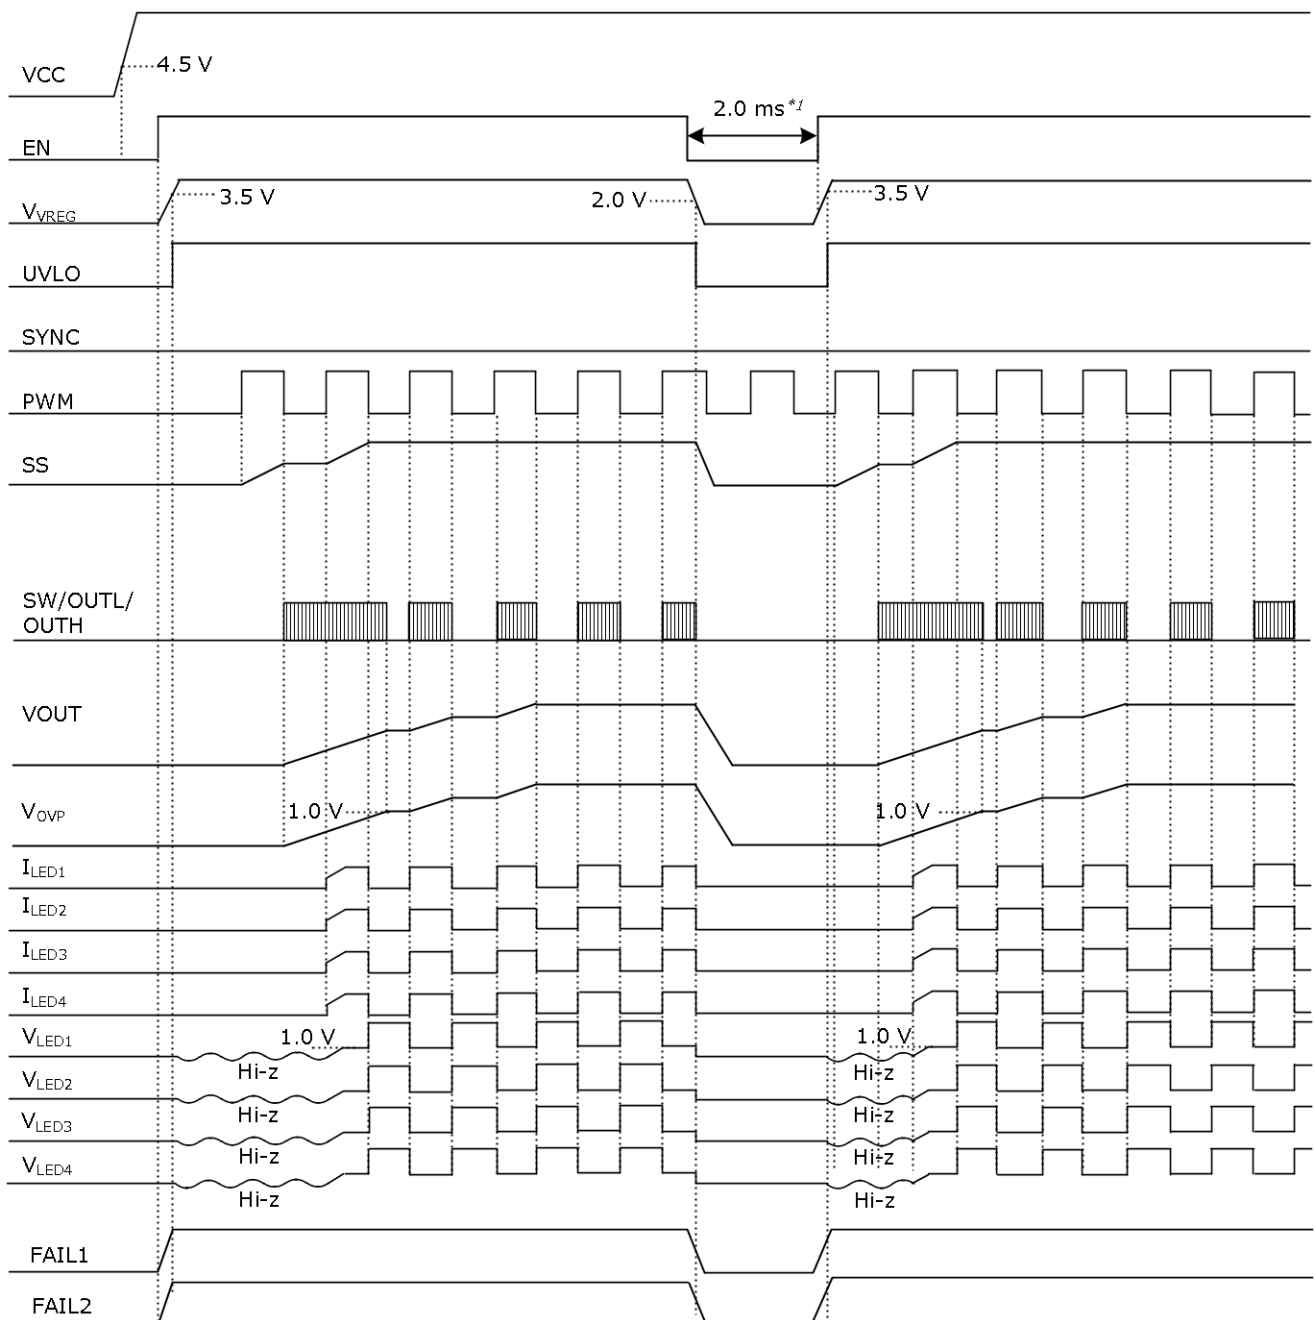 VCC
4.5 V
2.0 ms*1
EN
3.5 V
2.0 V
3.5 V
VVREG
UVLO
SYNC
PWM
SS
SW/OUTL/
OUTH
VOUT
1.0 V
1.0 V
VOVP
ILED1
ILED2
ILED3
ILED4
VLED1
1.0 V
1.0 V
Hi-z
Hi-z
VLED2
Hi-z
Hi-z
VLED3
Hi-z
Hi-z
VLED4
Hi-z
Hi-z
FAIL1
FAIL2